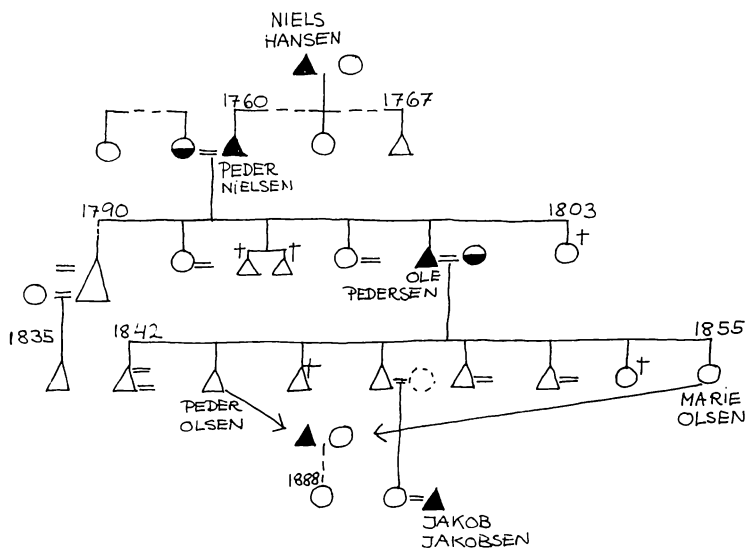 NIELS
HANSEN
1760
1767
PEDER
NIELSEN
1790
1803
OLE
PEDERSEN
1835
1842
1855
PEDER
OLSEN
MARIE
OLSEN
1888
JAKOB
JAKOBSEN